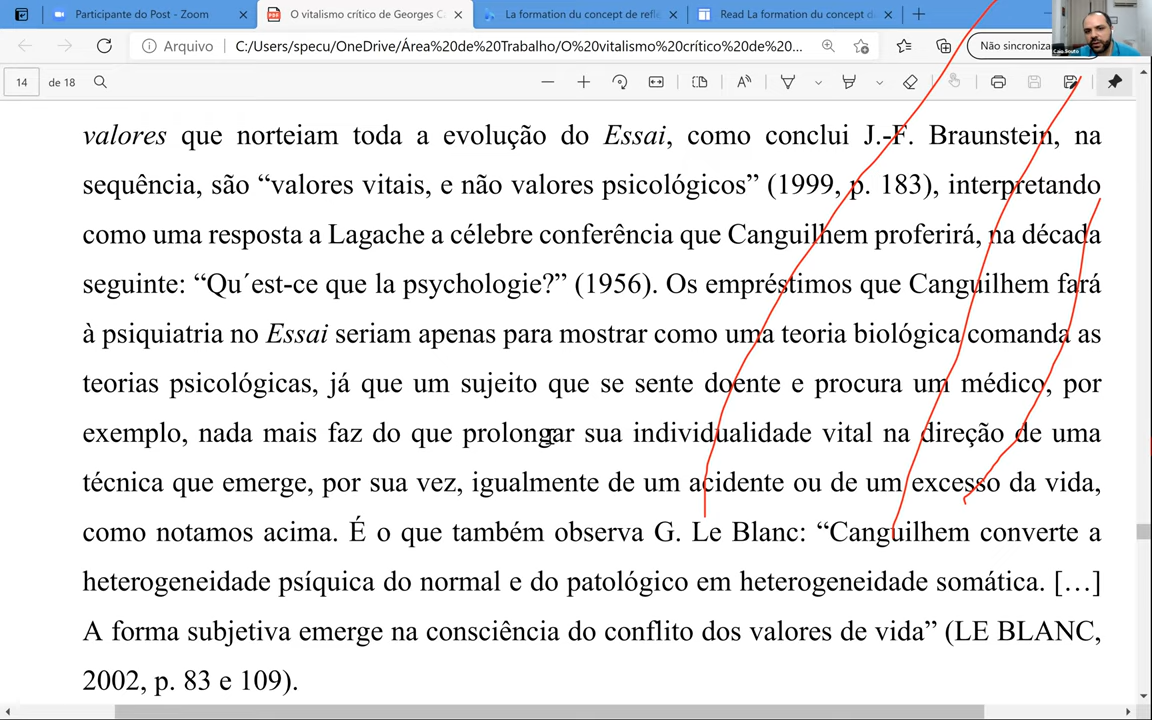 Participante do Post - Zoom
O vitalismo crítico de Georges C
La formation du concept de refle
Read La formation du concept d
Arquivo
C:/Users/specu/OneDrive/Área%20de%20Trabalho/O%20vitalismo%20crítico%20de%20...
Não sincroniza
Caio Souto
14 de 18
valores que norteiam toda a evolução do Essai, como conclui J.-F. Braunstein, na
sequência, são “valores vitais, e não valores psicológicos” (1999, p. 183), interpretando
como uma resposta a Lagache a célebre conferência que Canguilhem proferirá, na década
seguinte: “Qu´est-ce que la psychologie?” (1956). Os empréstimos que Canguilhem fará
à psiquiatria no Essai seriam apenas para mostrar como uma teoria biológica comanda as
teorias psicológicas, já que um sujeito que se sente doente e procura um médico, por
exemplo, nada mais faz do que prolongar sua individualidade vital na direção de uma
técnica que emerge, por sua vez, igualmente de um acidente ou de um excesso da vida,
como notamos acima. É o que também observa G. Le Blanc: “Canguilhem converte a
heterogeneidade psíquica do normal e do patológico em heterogeneidade somática. […]
A forma subjetiva emerge na consciência do conflito dos valores de vida” (LE BLANC,
2002, p. 83 e 109).